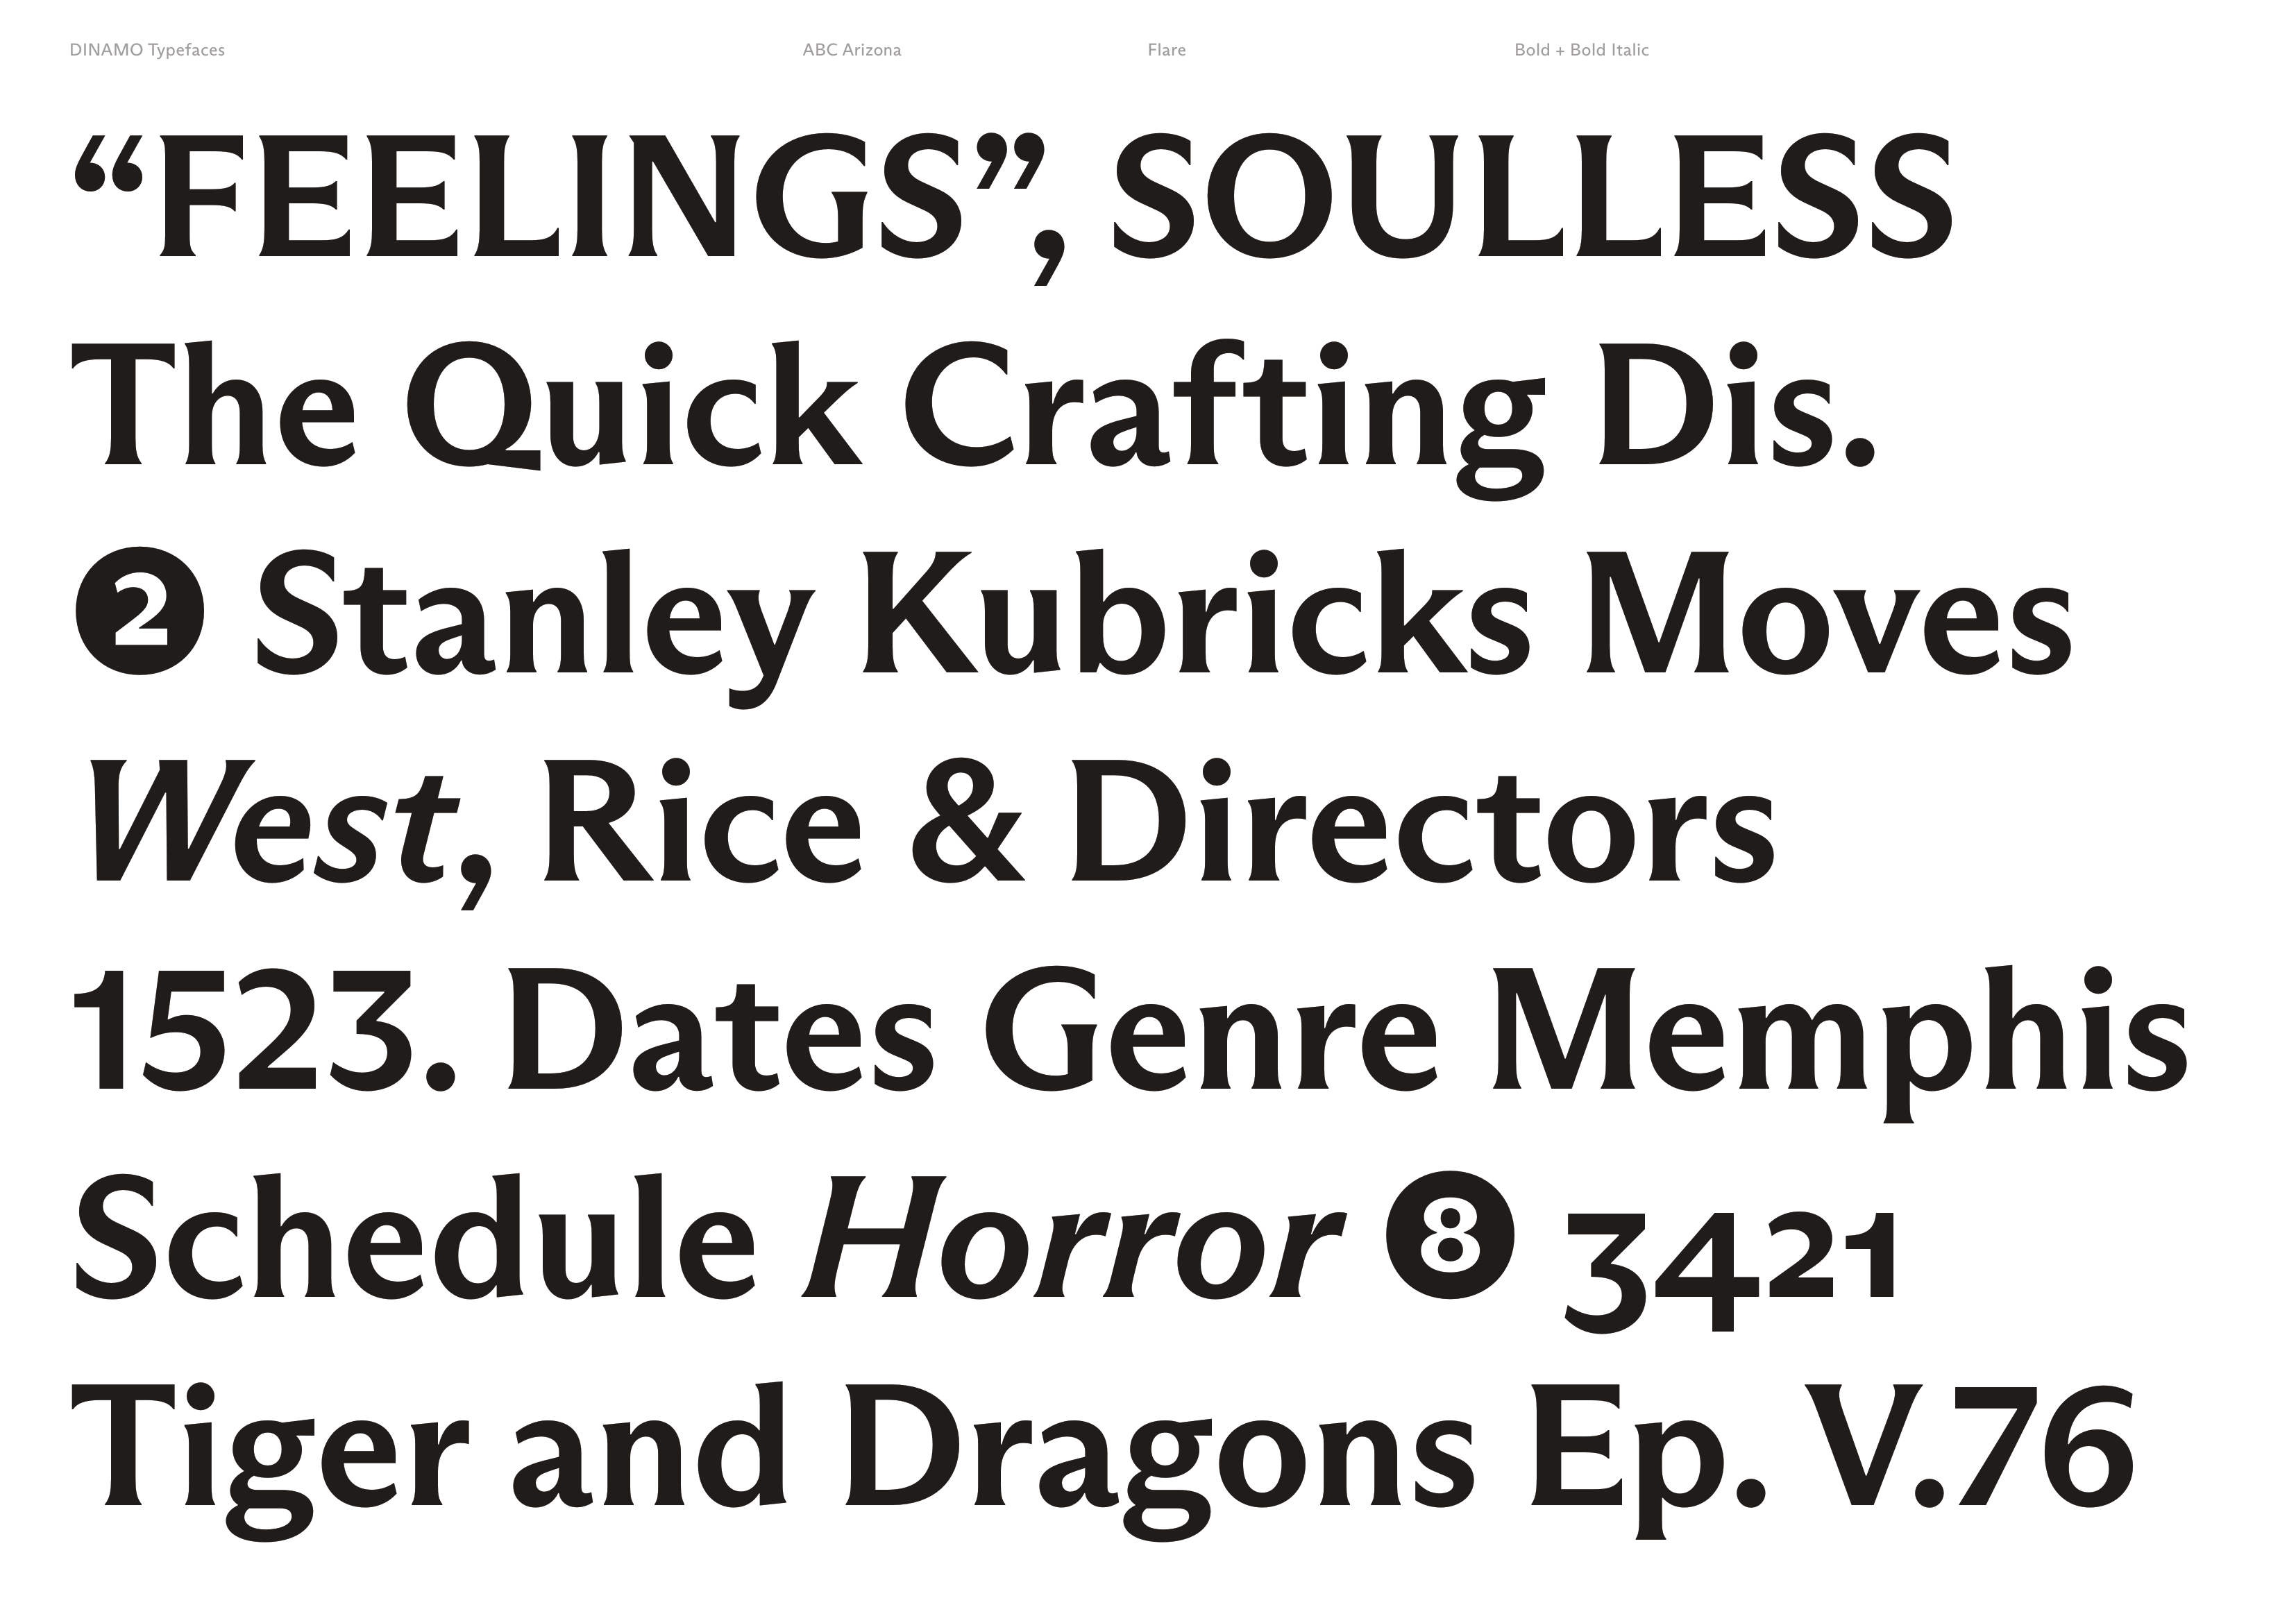 DINAMO Typefaces ABC Arizona Flare Bold + Bold Italic
“FEELINGS”, SOULLESS
The Quick Crafting Dis.
❷ Stanley Kubricks Moves
West, Rice & Directors
1523. Dates Genre Memphis
Schedule Horror ❽ 3421
Tiger and Dragons Ep. V.76